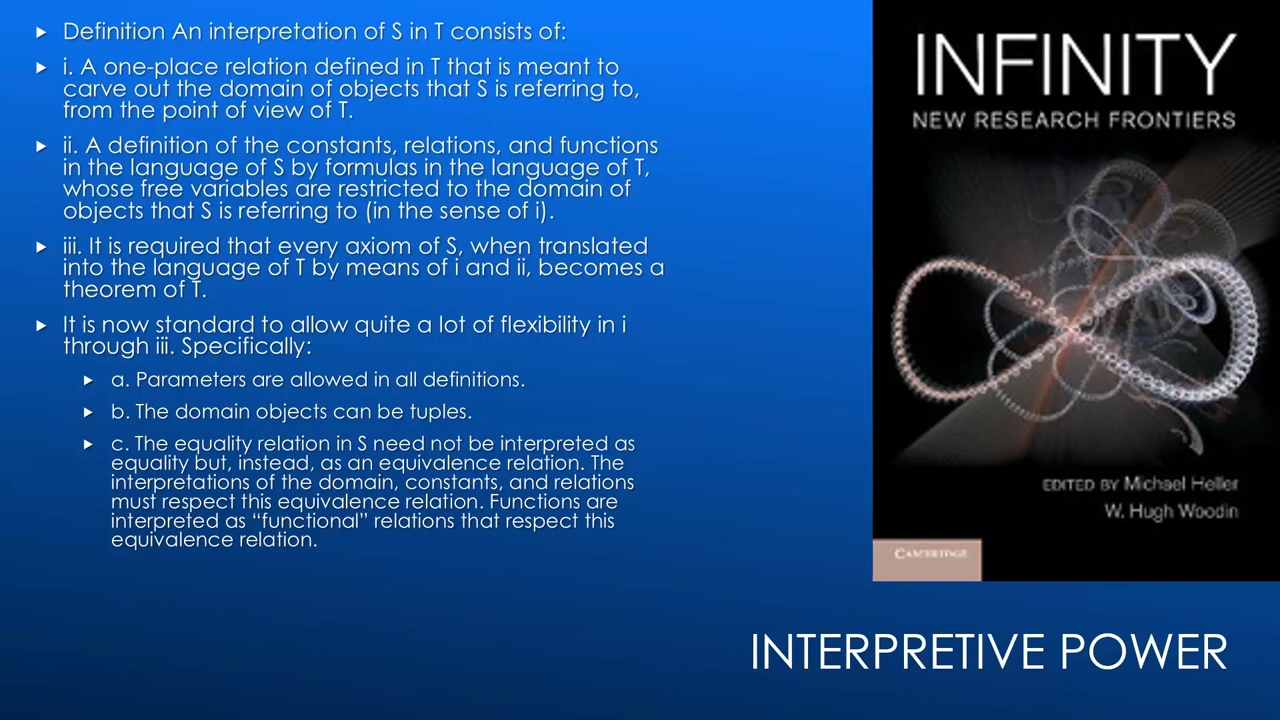 Definition An interpretation of S in T consists of:
i. A one-place relation defined in T that is meant to
carve out the domain of objects that S is referring to,
from the point of view of T.
ii. A definition of the constants, relations, and functions
in the language of S by formulas in the language of T,
whose free variables are restricted to the domain of
objects that S is referring to (in the sense of i).
iii. It is required that every axiom of S, when translated
into the language of T by means of i and ii, becomes a
theorem of T.
It is now standard to allow quite a lot of flexibility in i
through iii. Specifically:
a. Parameters are allowed in all definitions.
b. The domain objects can be tuples.
c. The equality relation in S need not be interpreted as
equality but, instead, as an equivalence relation. The
interpretations of the domain, constants, and relations
must respect this equivalence relation. Functions are
interpreted as “functional” relations that respect this
equivalence relation.
INFINITY
NEW RESEARCH FRONTIERS
EDITED BY Michael Heller
W. Hugh Woodin
CAMBRIDGE
INTERPRETIVE POWER